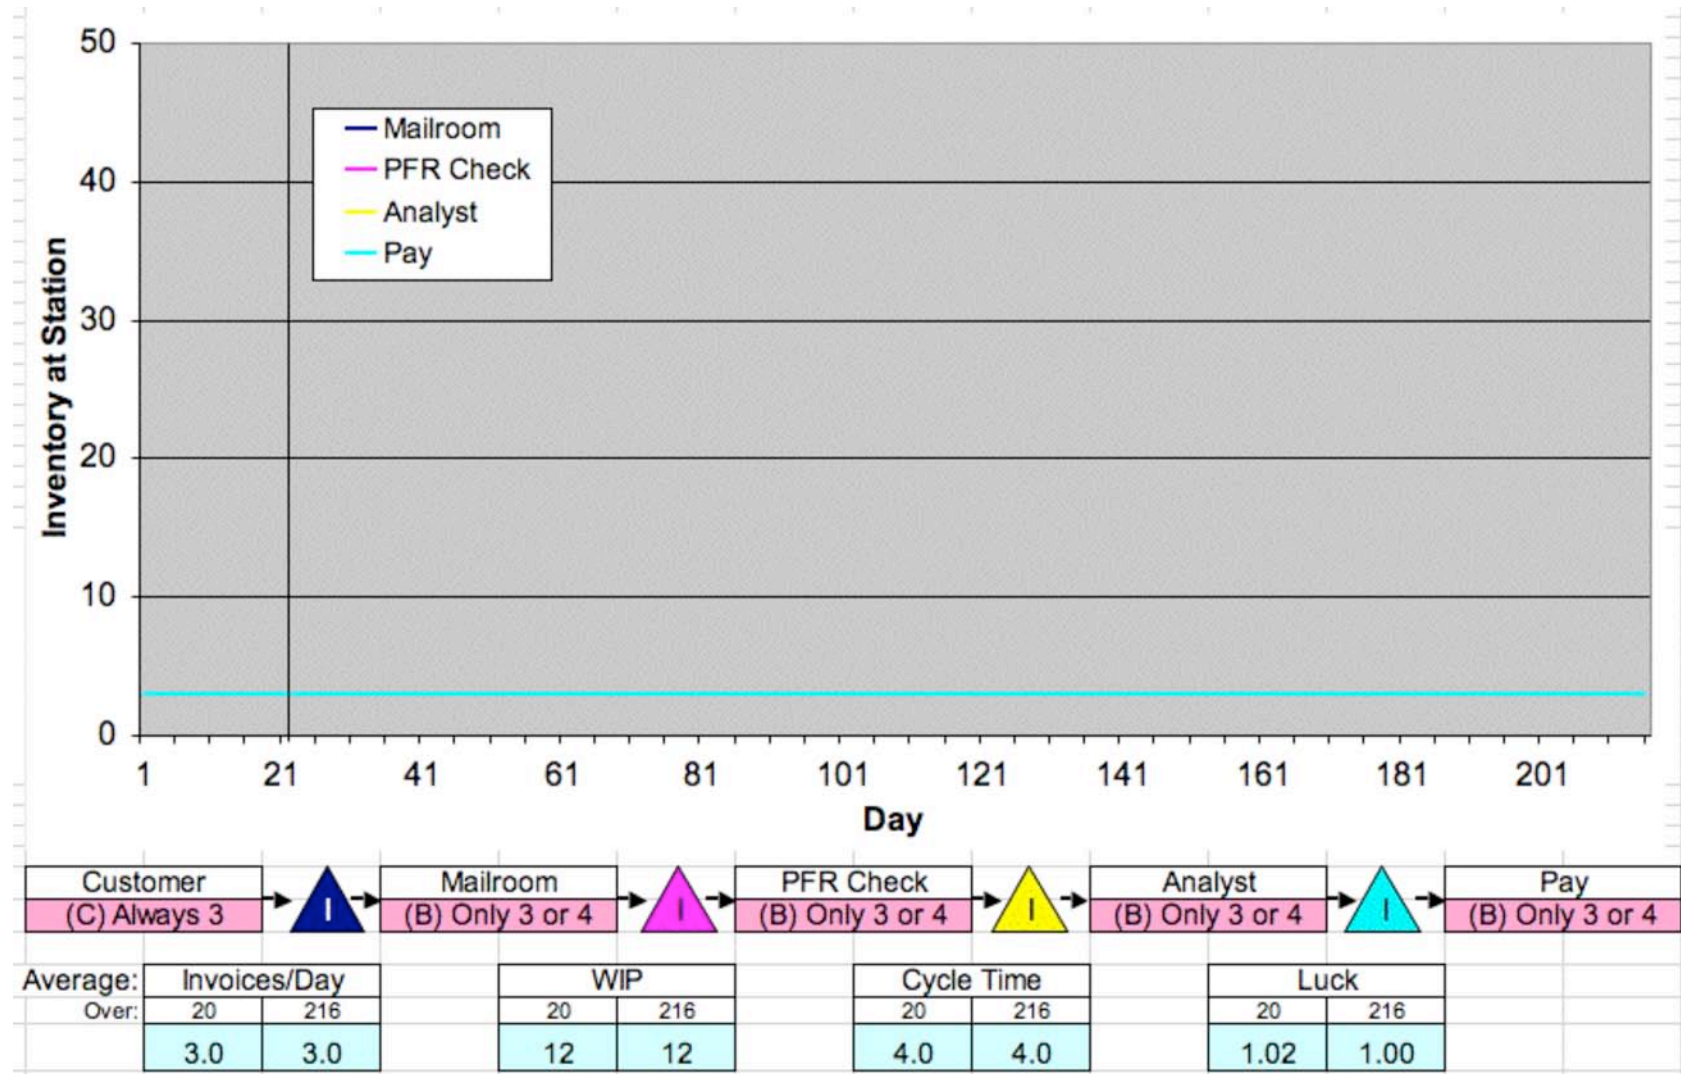 50
40
30
20
10
0
Inventory at Station
Mailroom
PFR Check
Analyst
Pay
1 21 41 61 81 101 121 141 161 181 201
Day
Customer Mailroom PFR Check Analyst Pay
(C) Always 3 I (B) Only 3 or 4 I (B) Only 3 or 4 I (B) Only 3 or 4 I (B) Only 3 or 4
Average: Invoices/Day WIP Cycle Time Luck
Over: 20 216 20 216 20 216 20 216
3.0 3.0 12 12 4.0 4.0 1.02 1.00